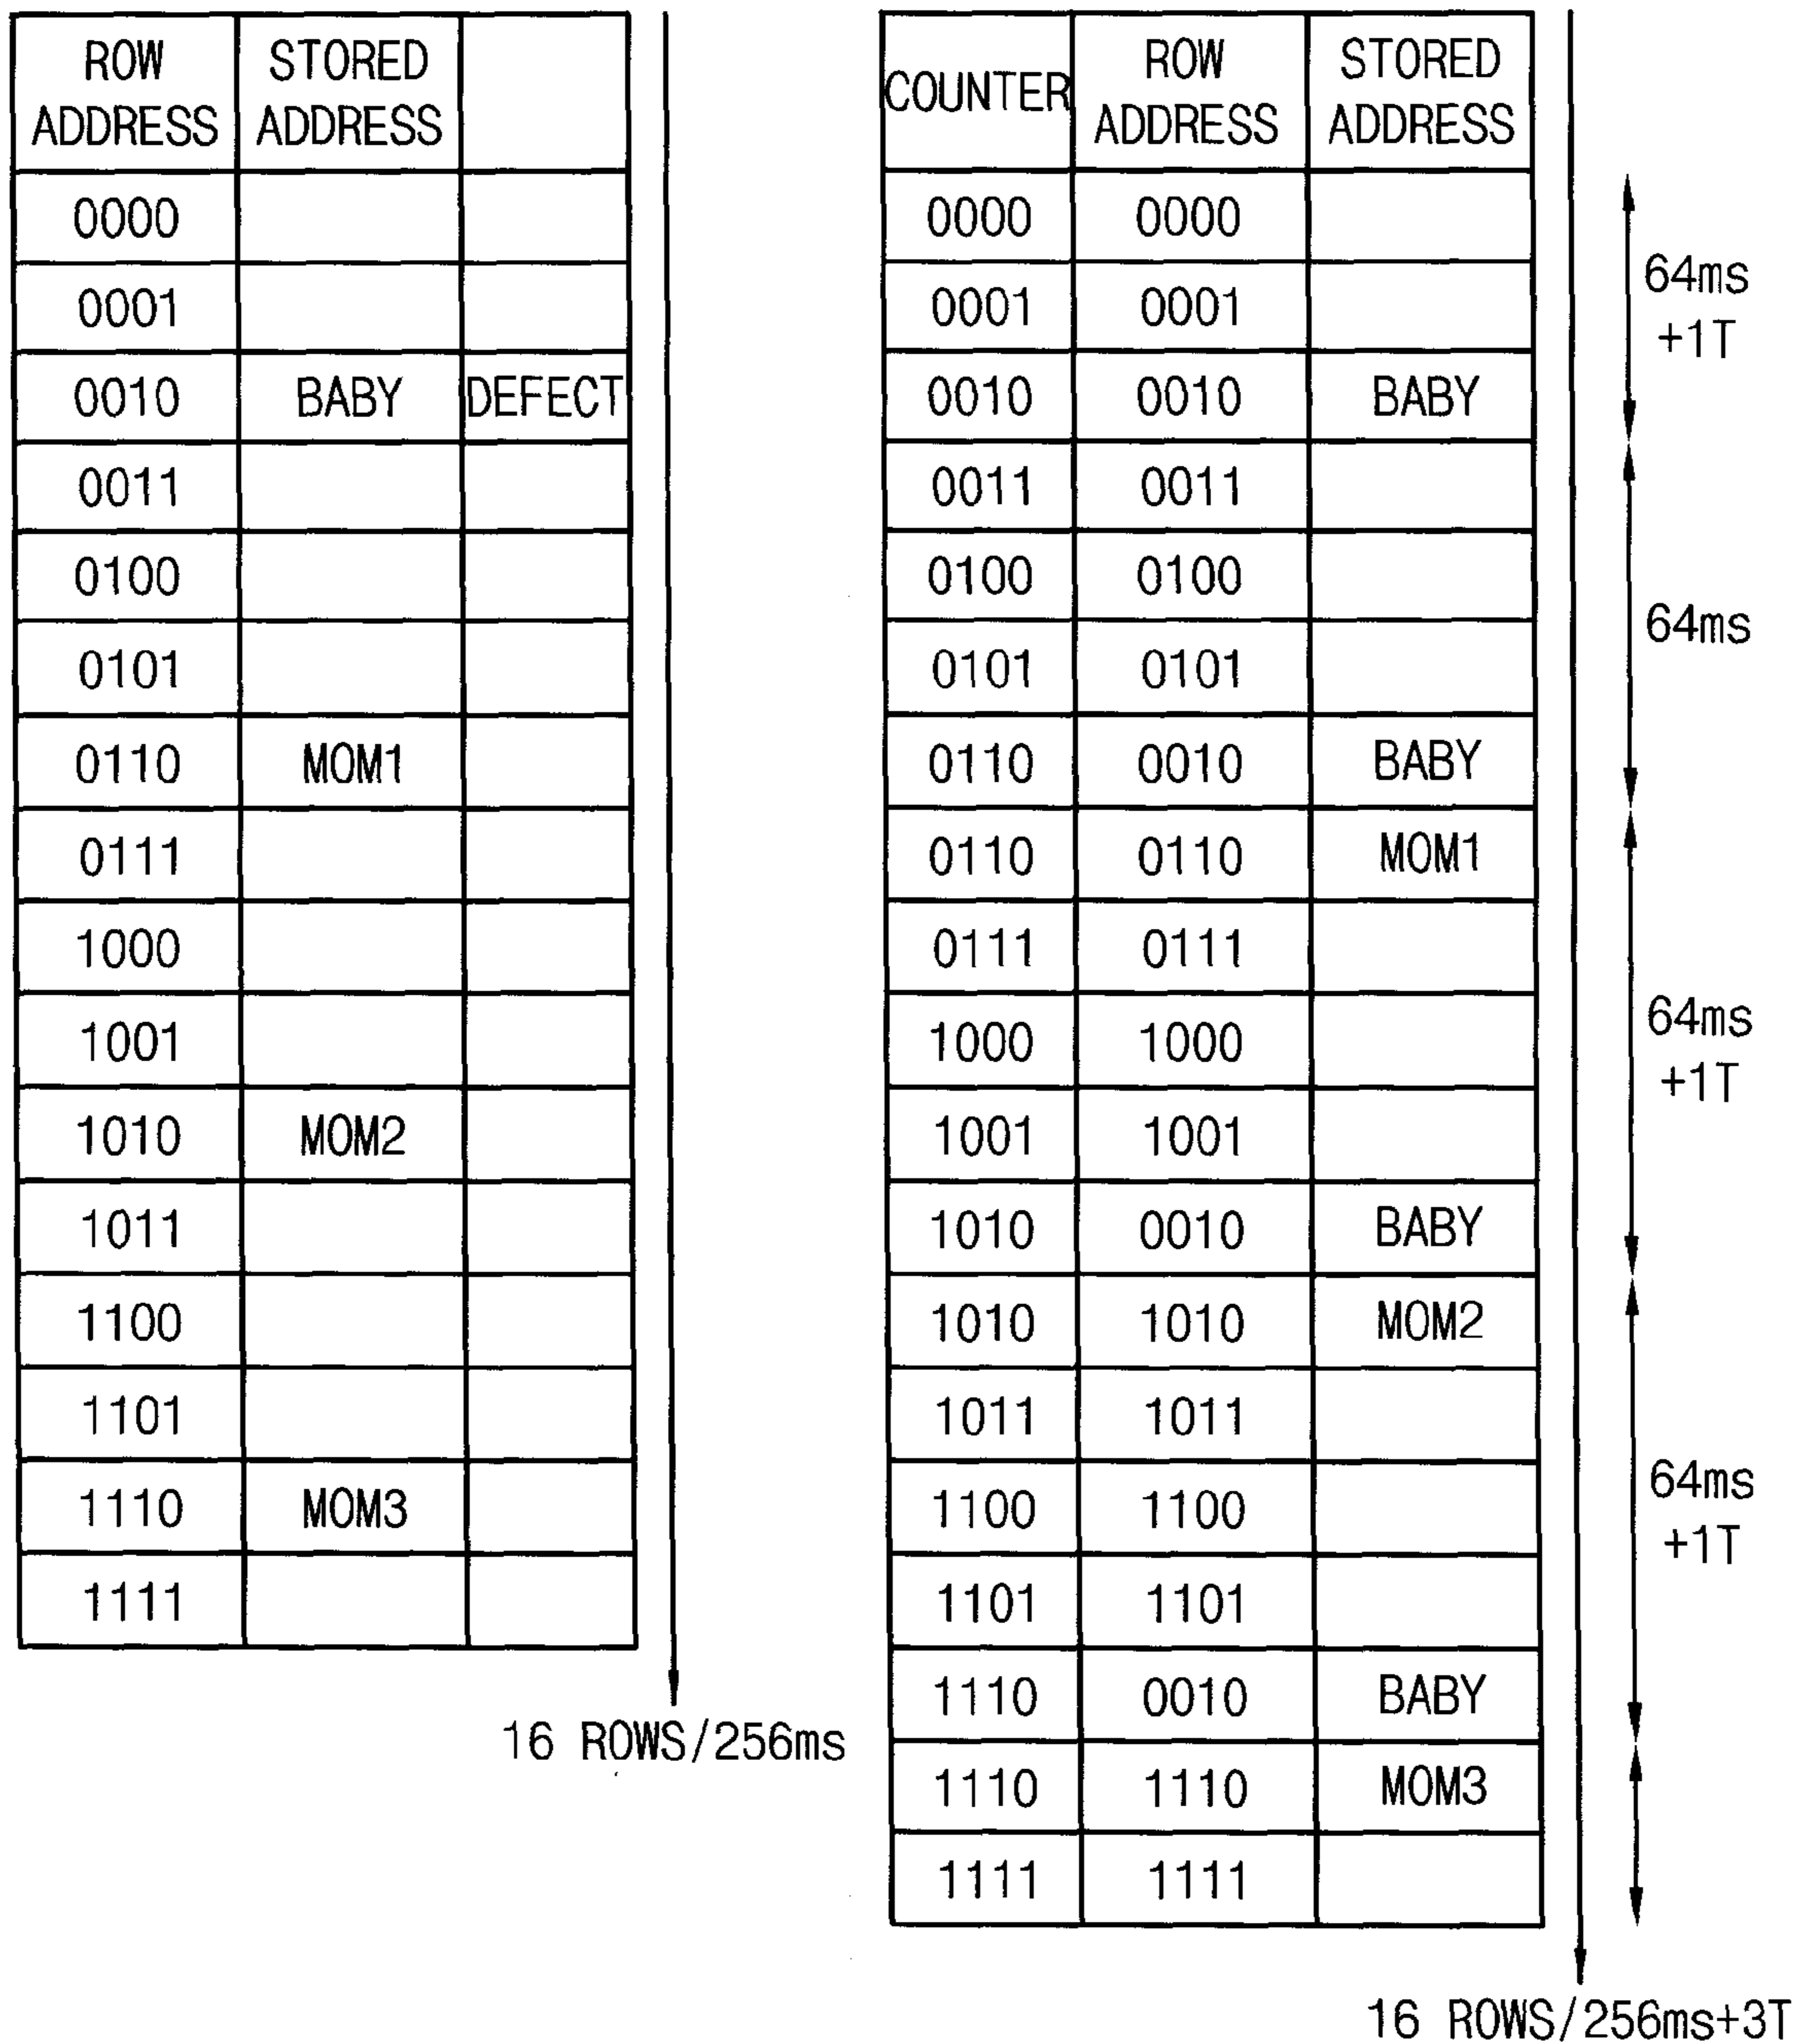 ROW ADDRESS STORED ADDRESS
0000
0001
0010 BABY DEFECT
0011
0100
0101
0110 MOM1
0111
1000
1001
1010 MOM2
1011
1100
1101
1110 MOM3
1111
16 ROWS/256ms
COUNTER ROW ADDRESS STORED ADDRESS
0000 0000
0001 0001
0010 0010 BABY
0011 0011
0100 0100
0101 0101
0110 0010 BABY
0110 0110 MOM1
0111 0111
1000 1000
1001 1001
1010 0010 BABY
1010 1010 MOM2
1011 1011
1100 1100
1101 1101
1110 0010 BABY
1110 1110 MOM3
1111 1111
64ms
+1T
64ms
64ms
+1T
64ms
+1T
16 ROWS/256ms+3T